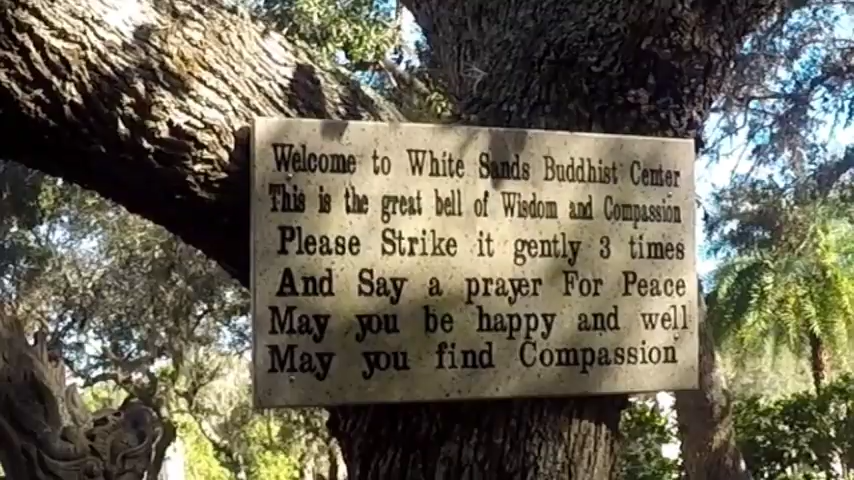 Welcome to White Sands Buddhist Center
This is the great bell of Wisdom and Compassion
Please Strike it gently 3 times
And Say a prayer For Peace
May you be happy and well
May you find Compassion